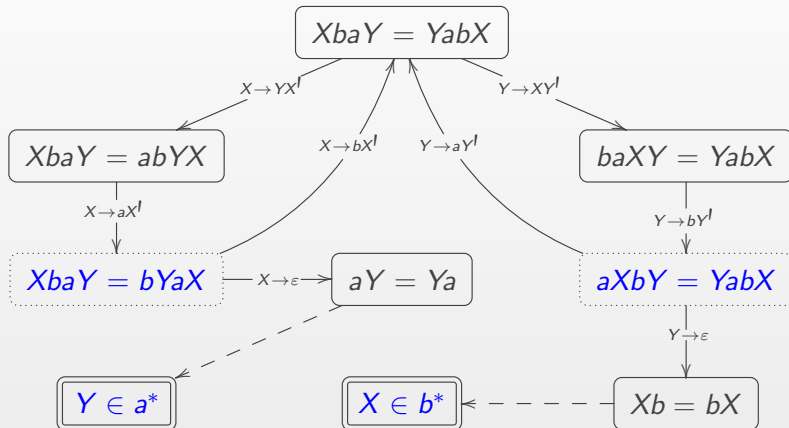 XbaY = YabX
X→YX′ Y→XY′
XbaY = abYX X→bX′ Y→aY′ baXY = YabX
X→aX′ Y→bY′
XbaY = bYaX X→ε aY = Ya aXbY = YabX
Y→ε
Y ∈ a* X ∈ b* Xb = bX